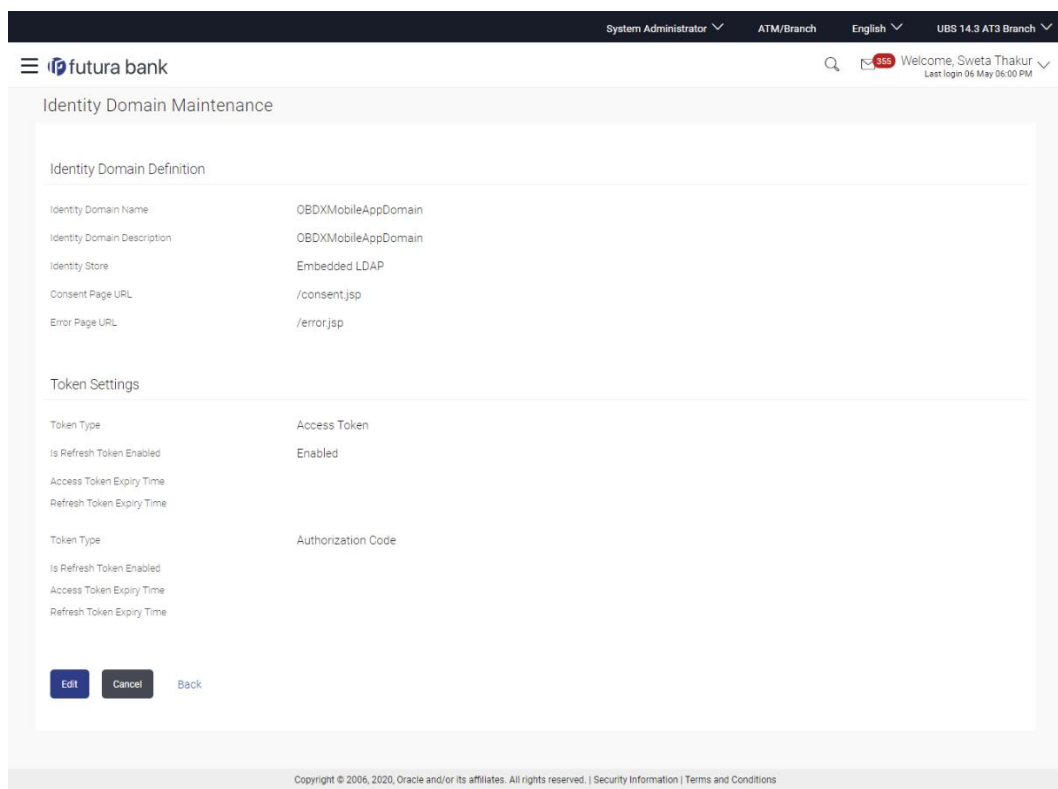 System Administrator ATM/Branch English UBS 14.3 AT3 Branch
futura bank 355 Welcome, Sweta Thakur
Last login 06 May 06:00 PM
Identity Domain Maintenance
Identity Domain Definition
Identity Domain Name OBDXMobileAppDomain
Identity Domain Description OBDXMobileAppDomain
Identity Store Embedded LDAP
Consent Page URL /consent.jsp
Error Page URL /error.jsp
Token Settings
Token Type Access Token
Is Refresh Token Enabled Enabled
Access Token Expiry Time
Refresh Token Expiry Time
Token Type Authorization Code
Is Refresh Token Enabled
Access Token Expiry Time
Refresh Token Expiry Time
Edit Cancel Back
Copyright © 2006, 2020, Oracle and/or its affiliates. All rights reserved. | Security Information | Terms and Conditions